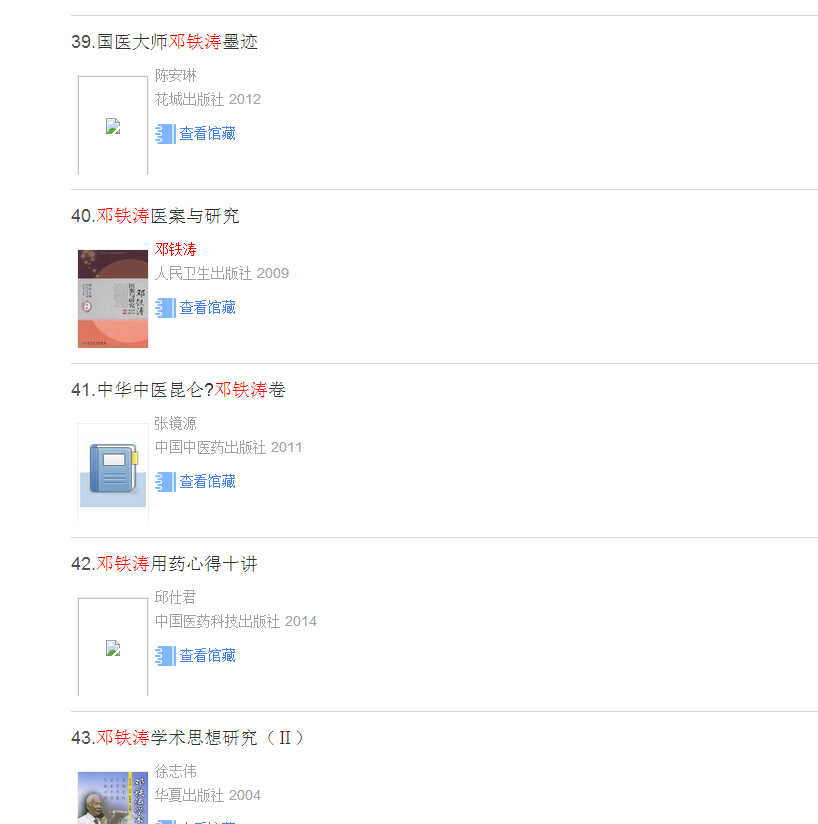 39.国医大师邓铁涛墨迹
陈安琳
花城出版社 2012
查看馆藏
40.邓铁涛医案与研究
邓铁涛
人民卫生出版社 2009
查看馆藏
41.中华中医昆仑?邓铁涛卷
张镜源
中国中医药出版社 2011
查看馆藏
42.邓铁涛用药心得十讲
邱仕君
中国医药科技出版社 2014
查看馆藏
43.邓铁涛学术思想研究（Ⅱ）
徐志伟
华夏出版社 2004